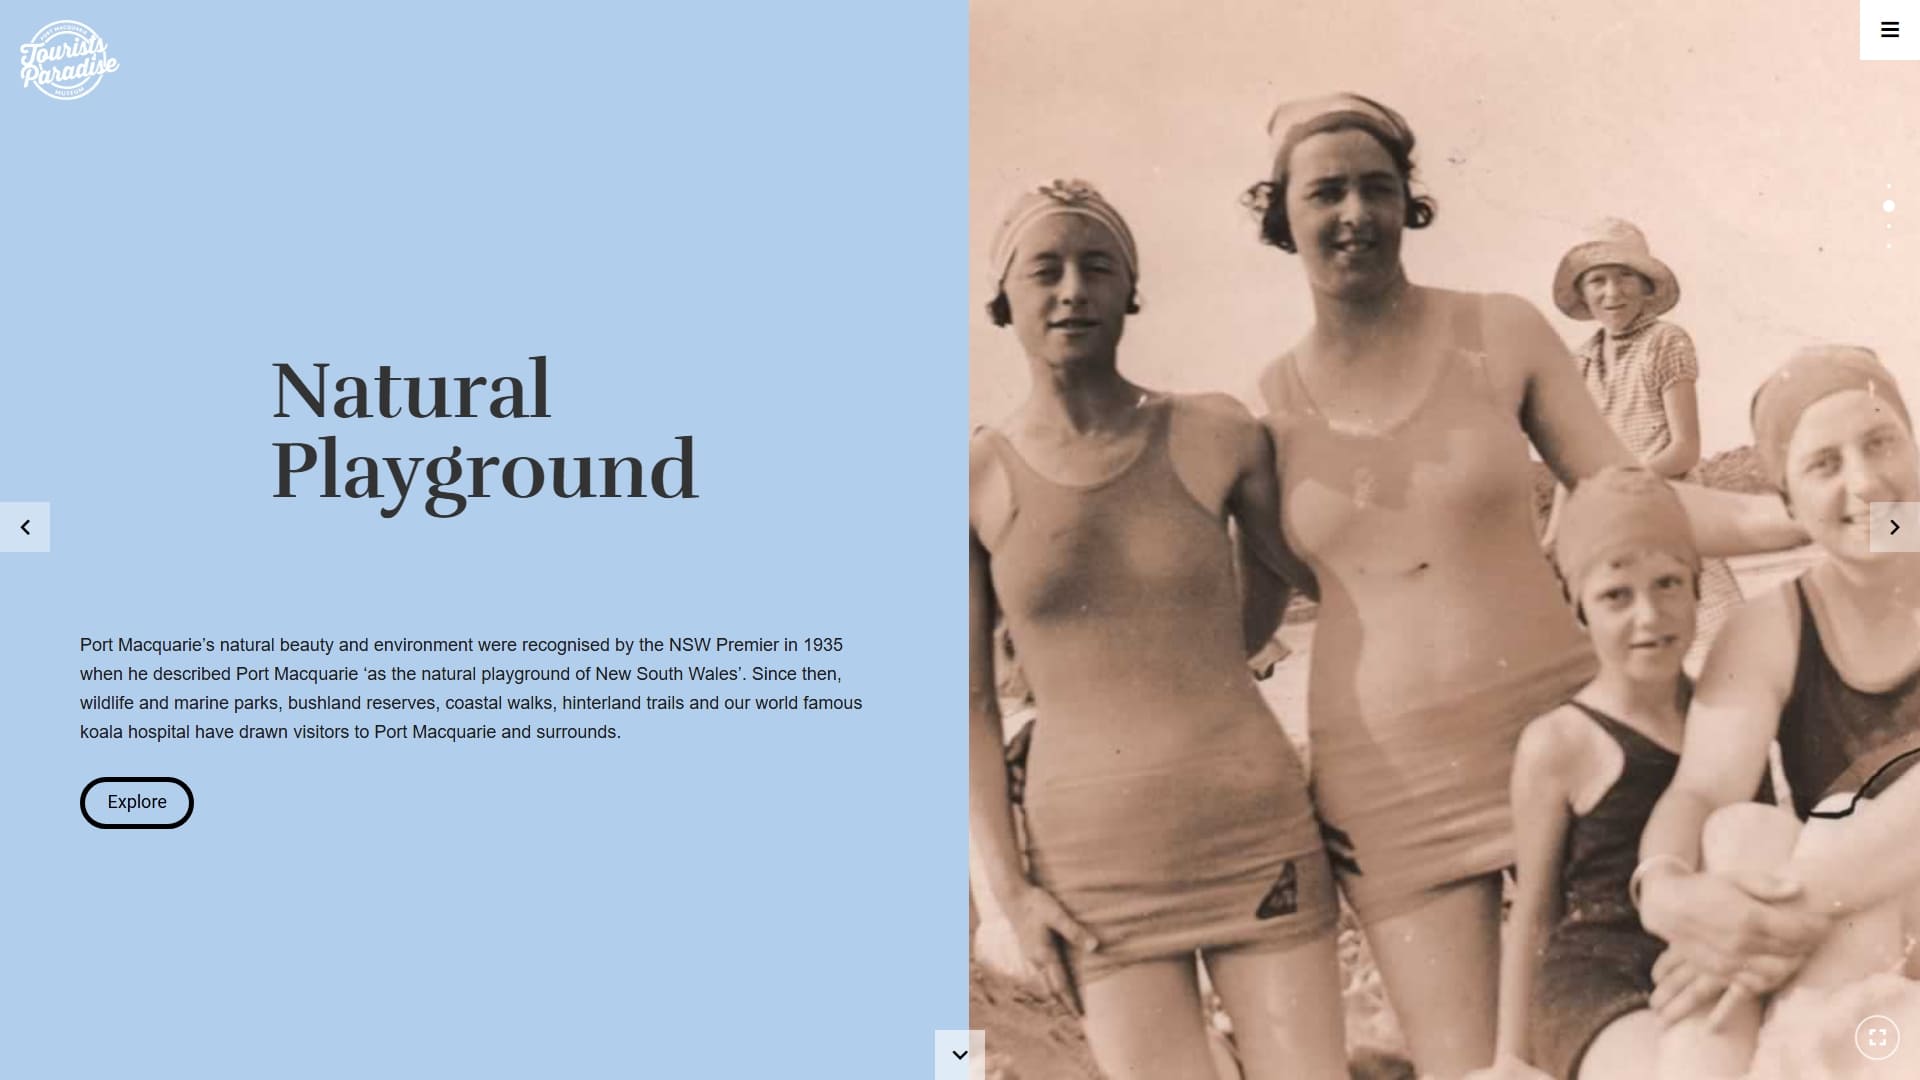 PORT MACQUARIE
Tourists
Paradise
MUSEUM
Natural
Playground
Port Macquarie’s natural beauty and environment were recognised by the NSW Premier in 1935
when he described Port Macquarie ‘as the natural playground of New South Wales’. Since then,
wildlife and marine parks, bushland reserves, coastal walks, hinterland trails and our world famous
koala hospital have drawn visitors to Port Macquarie and surrounds.
Explore